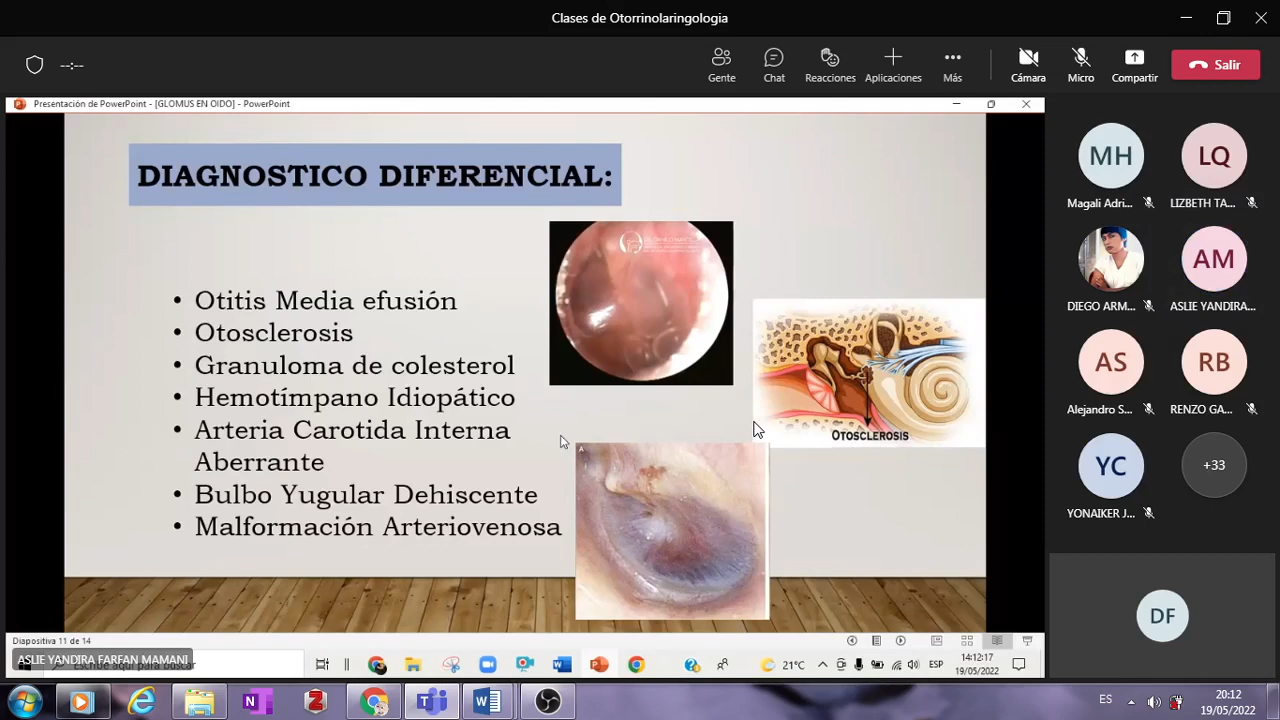 Clases de Otorrinolaringologia
--:--
Gente
Chat
Reacciones
Aplicaciones
Más
Cámara
Micro
Compartir
Salir
Presentación de PowerPoint - [GLOMUS EN OIDO] - PowerPoint
DIAGNOSTICO DIFERENCIAL:
• Otitis Media efusión
• Otosclerosis
• Granuloma de colesterol
• Hemotímpano Idiopático
• Arteria Carotida Interna
Aberrante
• Bulbo Yugular Dehiscente
• Malformación Arteriovenosa
OTOSCLEROSIS
A
MH
Magali Adri...
LQ
LIZBETH TA...
DIEGO ARM...
AM
ASLIE YANDIRA...
AS
Alejandro S...
RB
RENZO GA...
YC
YONAIKER J...
+33
DF
Diapositiva 11 de 14
ASLIE YANDIRA FARFAN MAMANI
21°C
ESP
14:12:17
19/05/2022
ES
20:12
19/05/2022